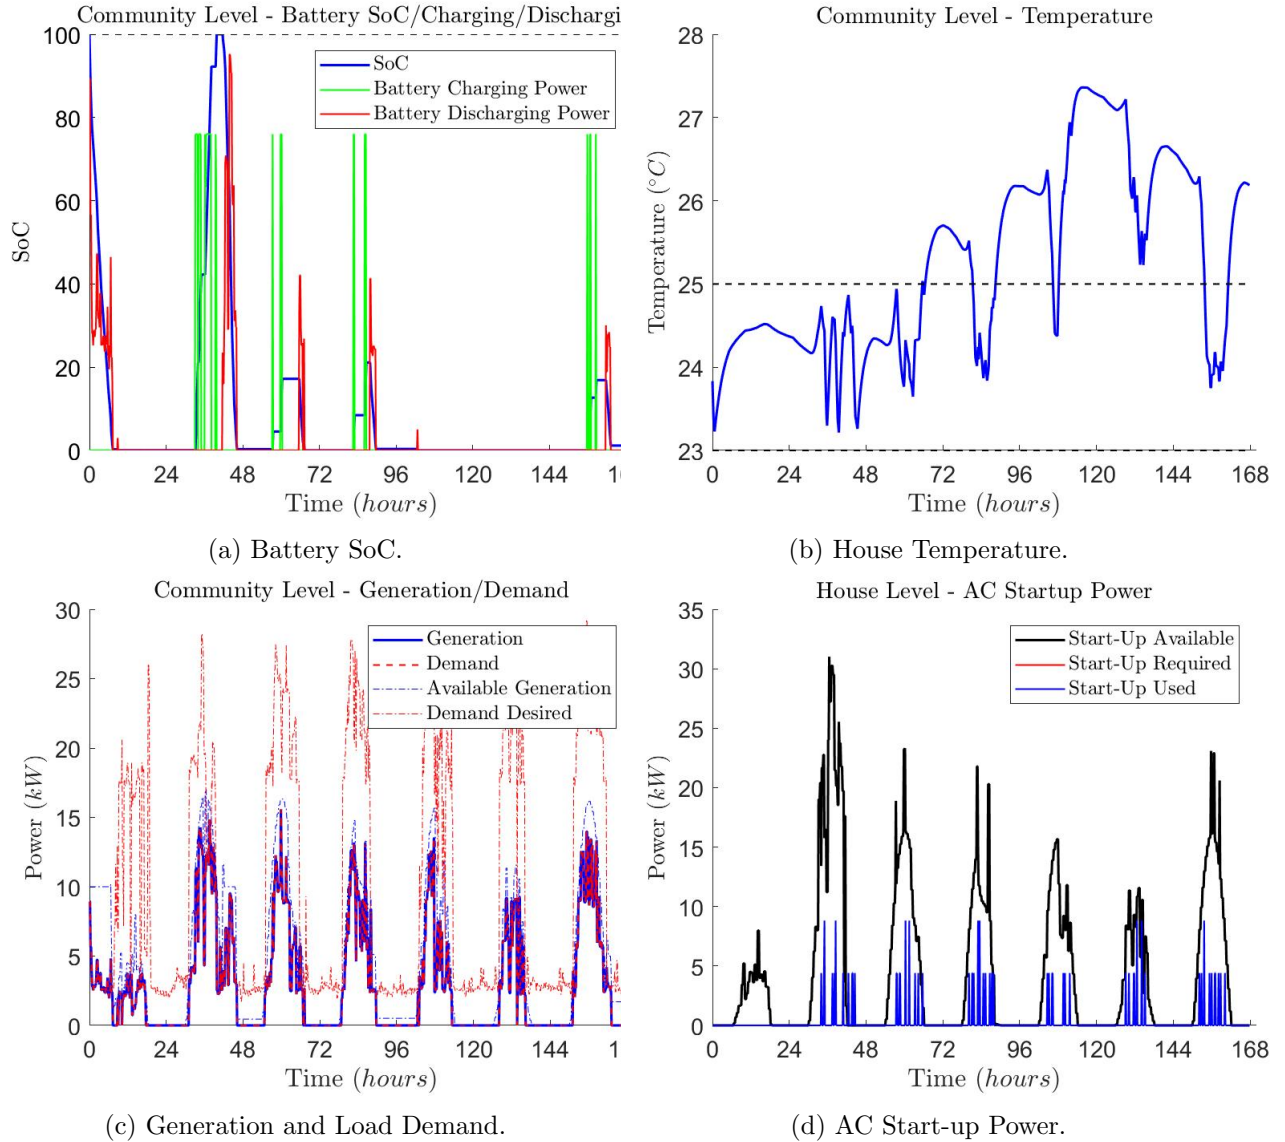 Community Level - Battery SoC/Charging/Dischargi
100
80
60
40
20
0
SoC
SoC
Battery Charging Power
Battery Discharging Power
0 24 48 72 96 120 144
Time (hours)
(a) Battery SoC.
Community Level - Temperature
28
27
26
25
24
23
Temperature (°C)
0 24 48 72 96 120 144 168
Time (hours)
(b) House Temperature.
Community Level - Generation/Demand
30
25
20
15
10
5
0
Power (kW)
Generation
Demand
Available Generation
Demand Desired
0 24 48 72 96 120 144 1
Time (hours)
(c) Generation and Load Demand.
House Level - AC Startup Power
35
30
25
20
15
10
5
0
Power (kW)
Start-Up Available
Start-Up Required
Start-Up Used
0 24 48 72 96 120 144 168
Time (hours)
(d) AC Start-up Power.